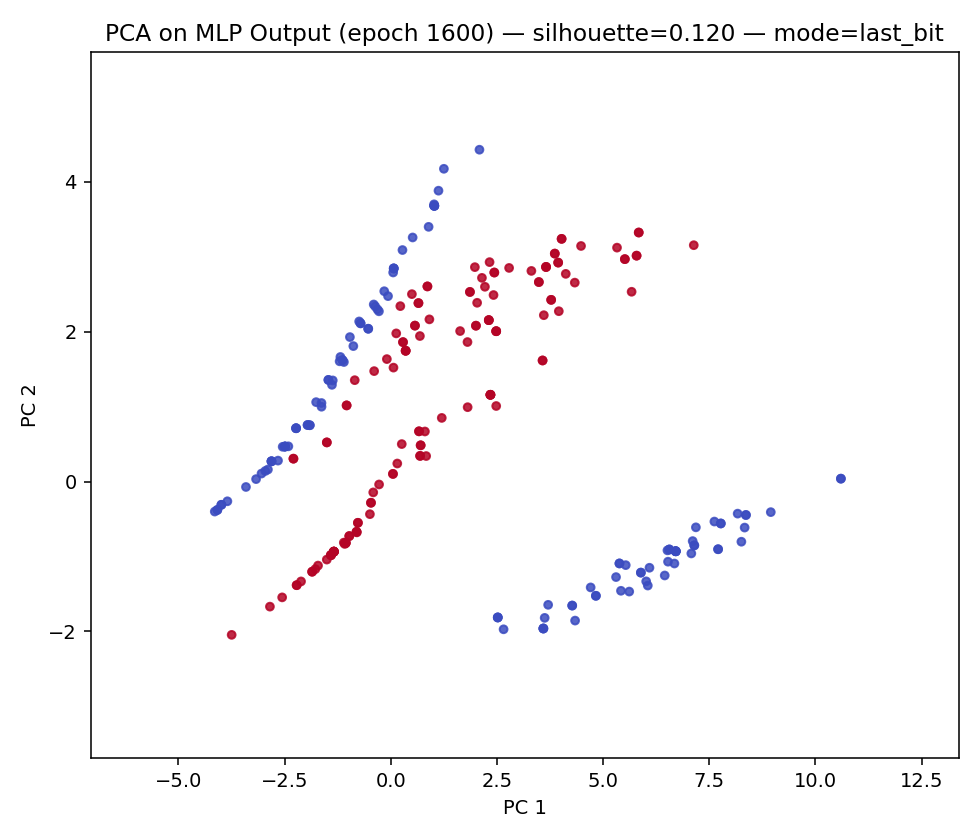 PCA on MLP Output (epoch 1600) — silhouette=0.120 — mode=last_bit
4
2
0
−2
PC 2
−5.0 −2.5 0.0 2.5 5.0 7.5 10.0 12.5
PC 1